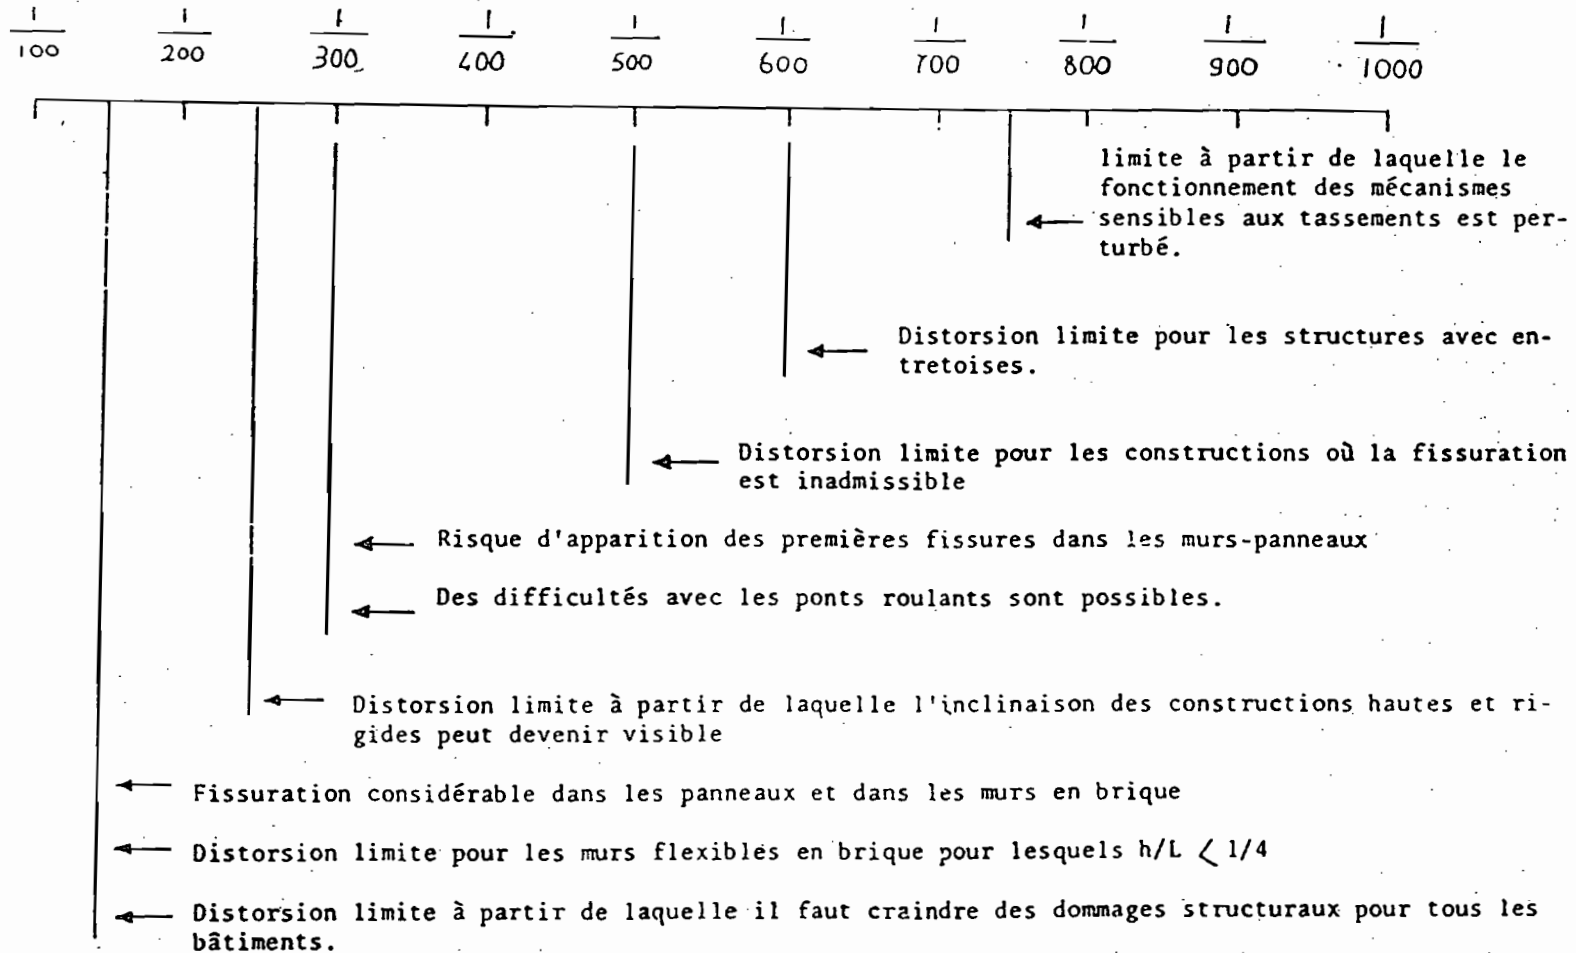 1/100 1/200 1/300 1/400 1/500 1/600 1/700 1/800 1/900 1/1000
limite à partir de laquelle le
fonctionnement des mécanismes
sensibles aux tassements est per-
turbé.
Distorsion limite pour les structures avec en-
tretoises.
Distorsion limite pour les constructions où la fissuration
est inadmissible
Risque d'apparition des premières fissures dans les murs-panneaux
Des difficultés avec les ponts roulants sont possibles.
Distorsion limite à partir de laquelle l'inclinaison des constructions hautes et ri-
gides peut devenir visible
Fissuration considérable dans les panneaux et dans les murs en brique
Distorsion limite pour les murs flexibles en brique pour lesquels h/L < 1/4
Distorsion limite à partir de laquelle il faut craindre des dommages structuraux pour tous les
bâtiments.